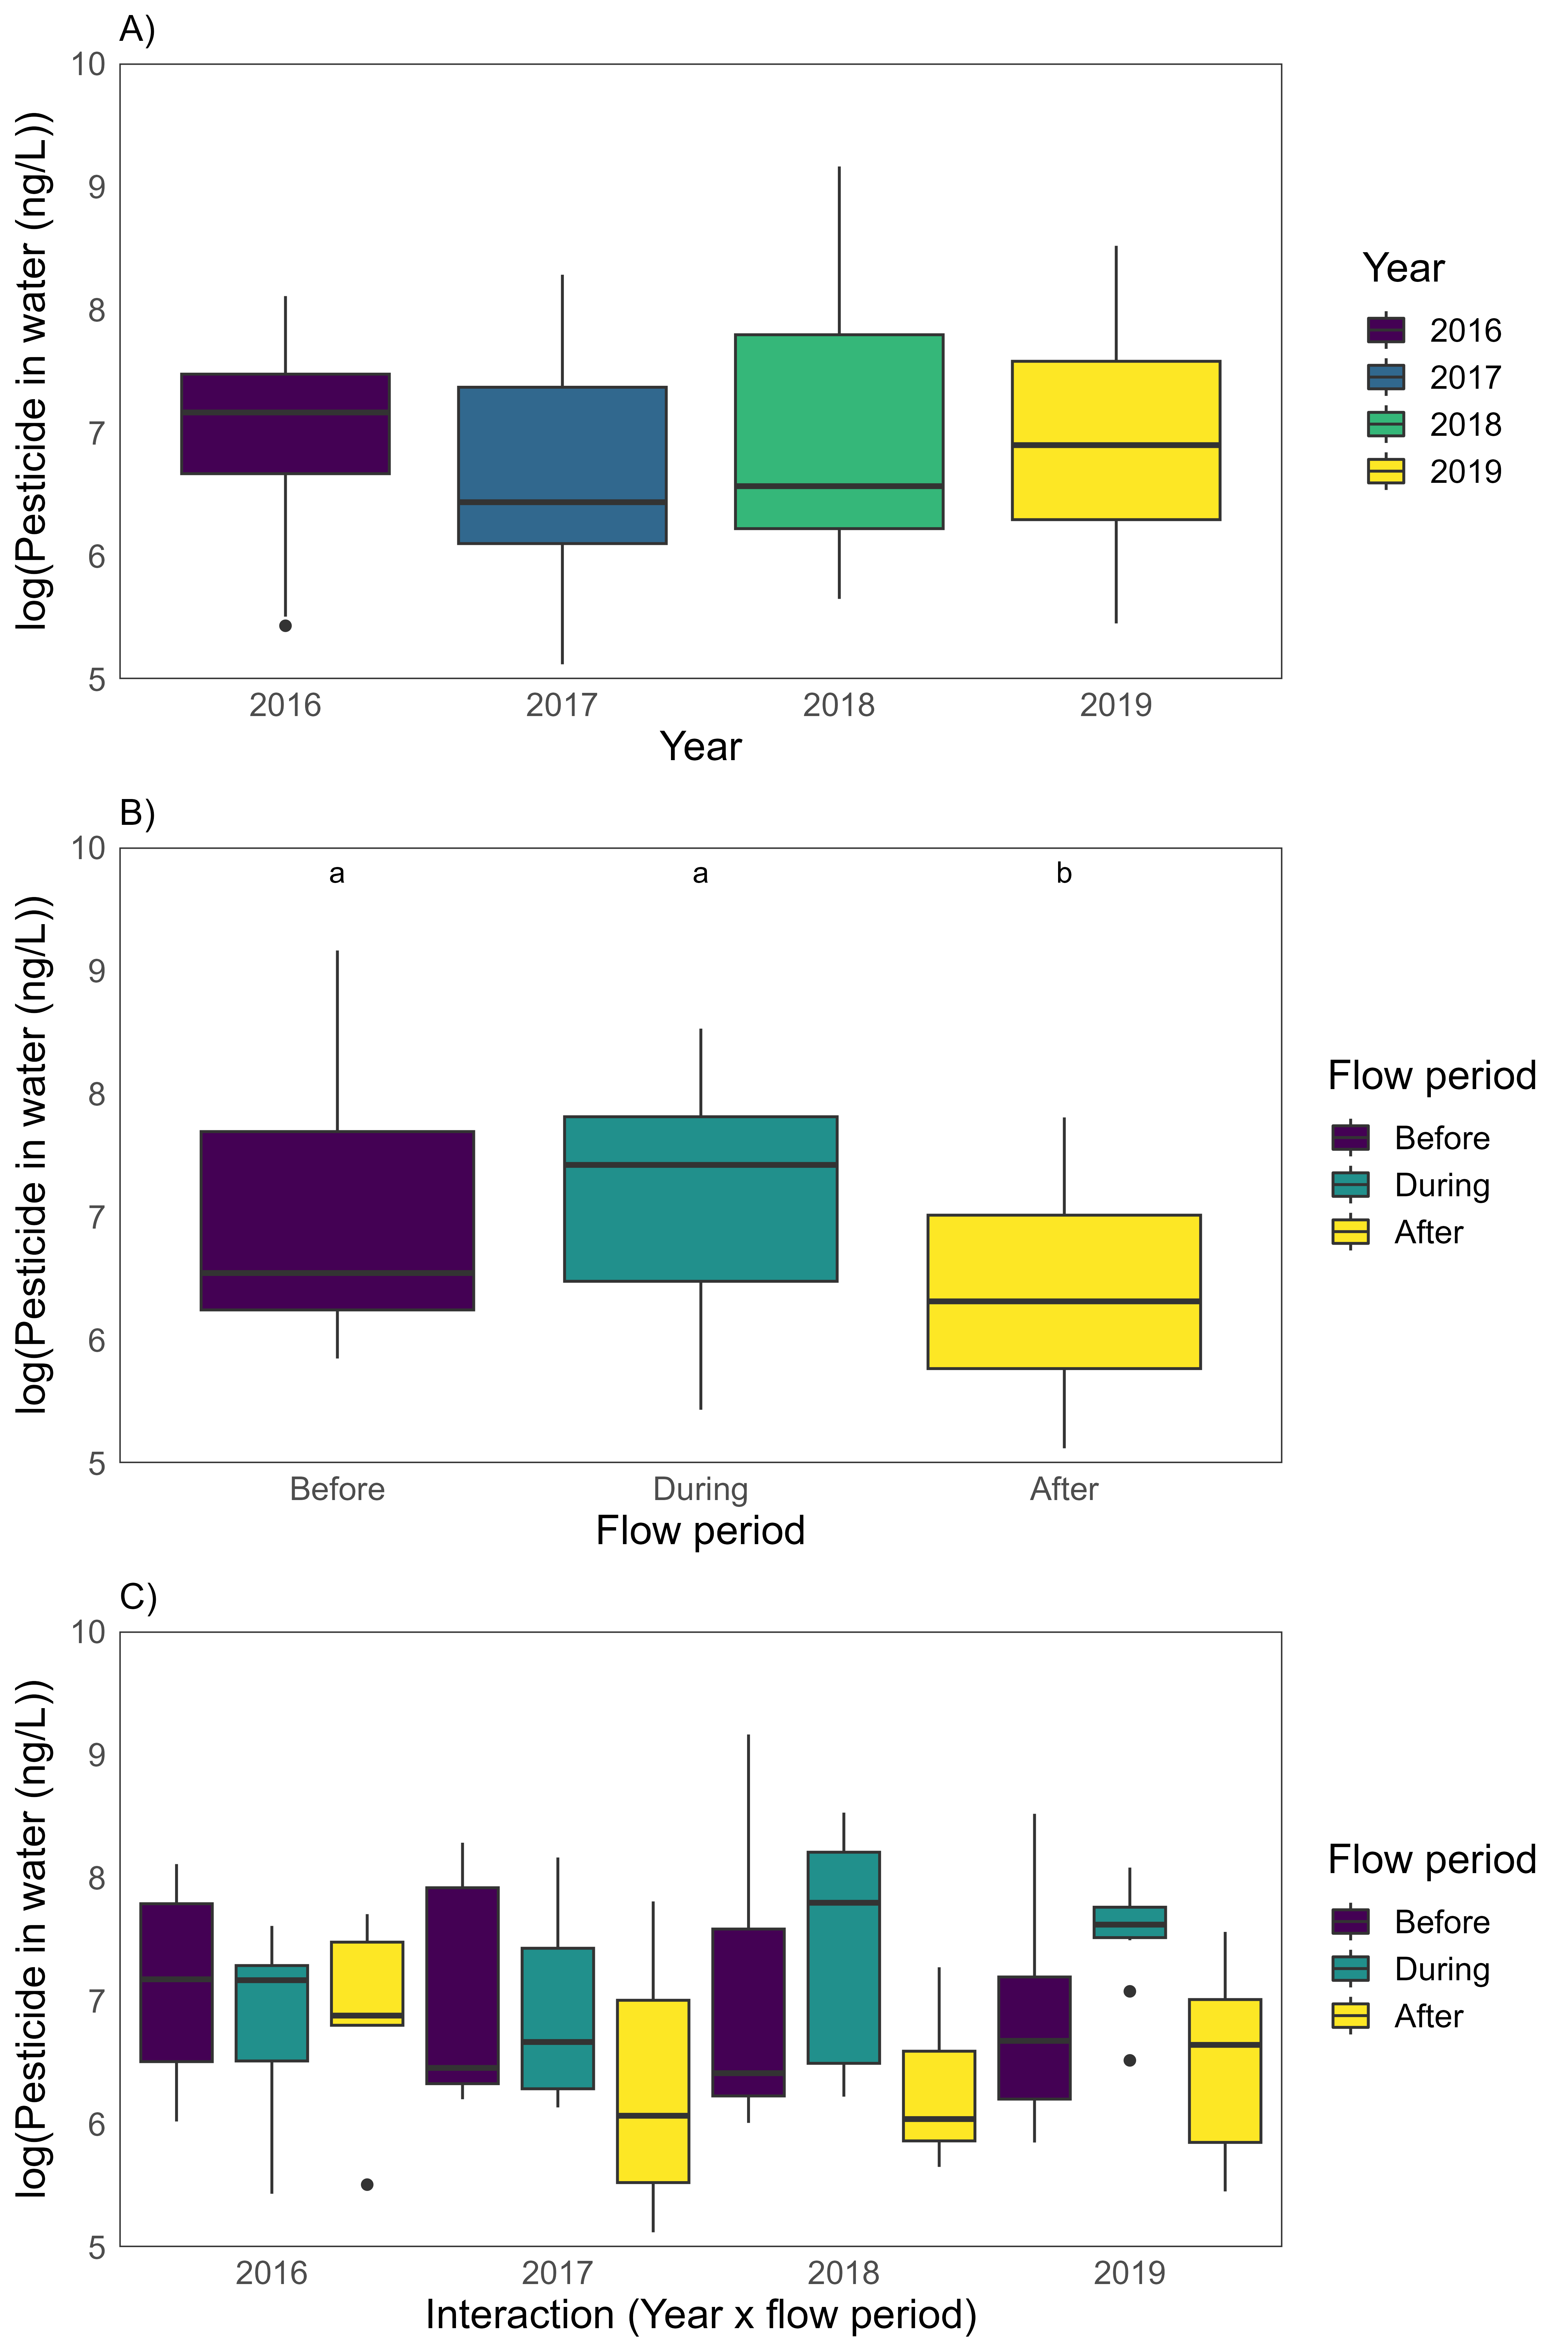 A)
log(Pesticide in water (ng/L))
10
9
8
7
6
5
2016 2017 2018 2019
Year
Year
2016
2017
2018
2019
B)
log(Pesticide in water (ng/L))
10
9
8
7
6
5
a a b
Before During After
Flow period
Flow period
Before
During
After
C)
log(Pesticide in water (ng/L))
10
9
8
7
6
5
2016 2017 2018 2019
Interaction (Year x flow period)
Flow period
Before
During
After